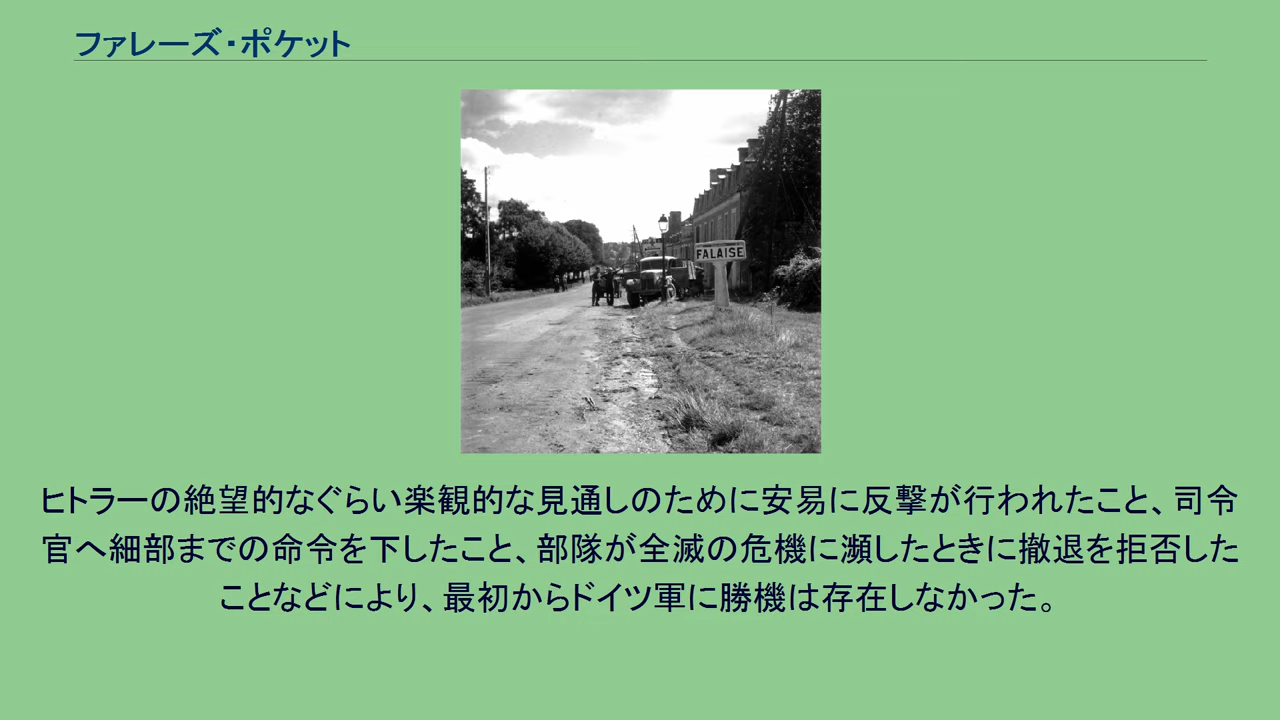 ファレーズ・ポケット
FALAISE
ヒトラーの絶望的なぐらい楽観的な見通しのために安易に反撃が行われたこと、司令
官へ細部までの命令を下したこと、部隊が全滅の危機に瀕したときに撤退を拒否した
ことなどにより、最初からドイツ軍に勝機は存在しなかった。